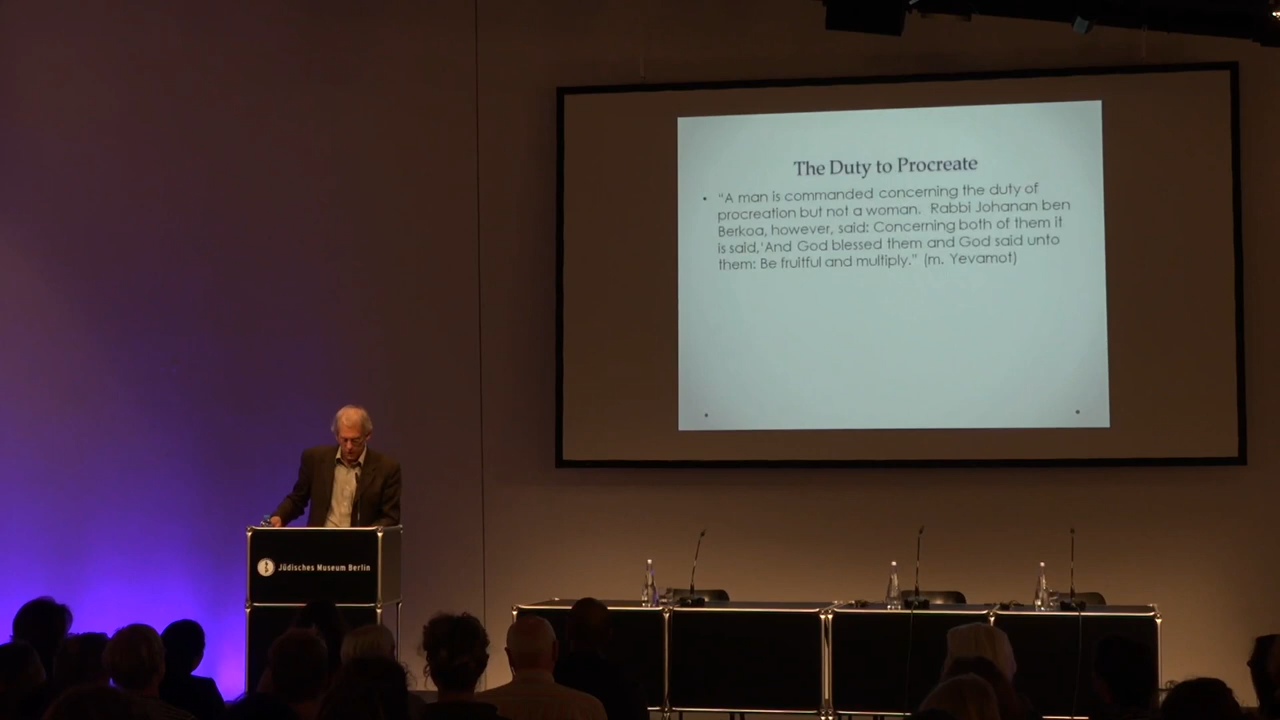 The Duty to Procreate
• “A man is commanded concerning the duty of
procreation but not a woman. Rabbi Johanan ben
Berkoa, however, said: Concerning both of them it
is said,‘And God blessed them and God said unto
them: Be fruitful and multiply.” (m. Yevamot)
Jüdisches Museum Berlin